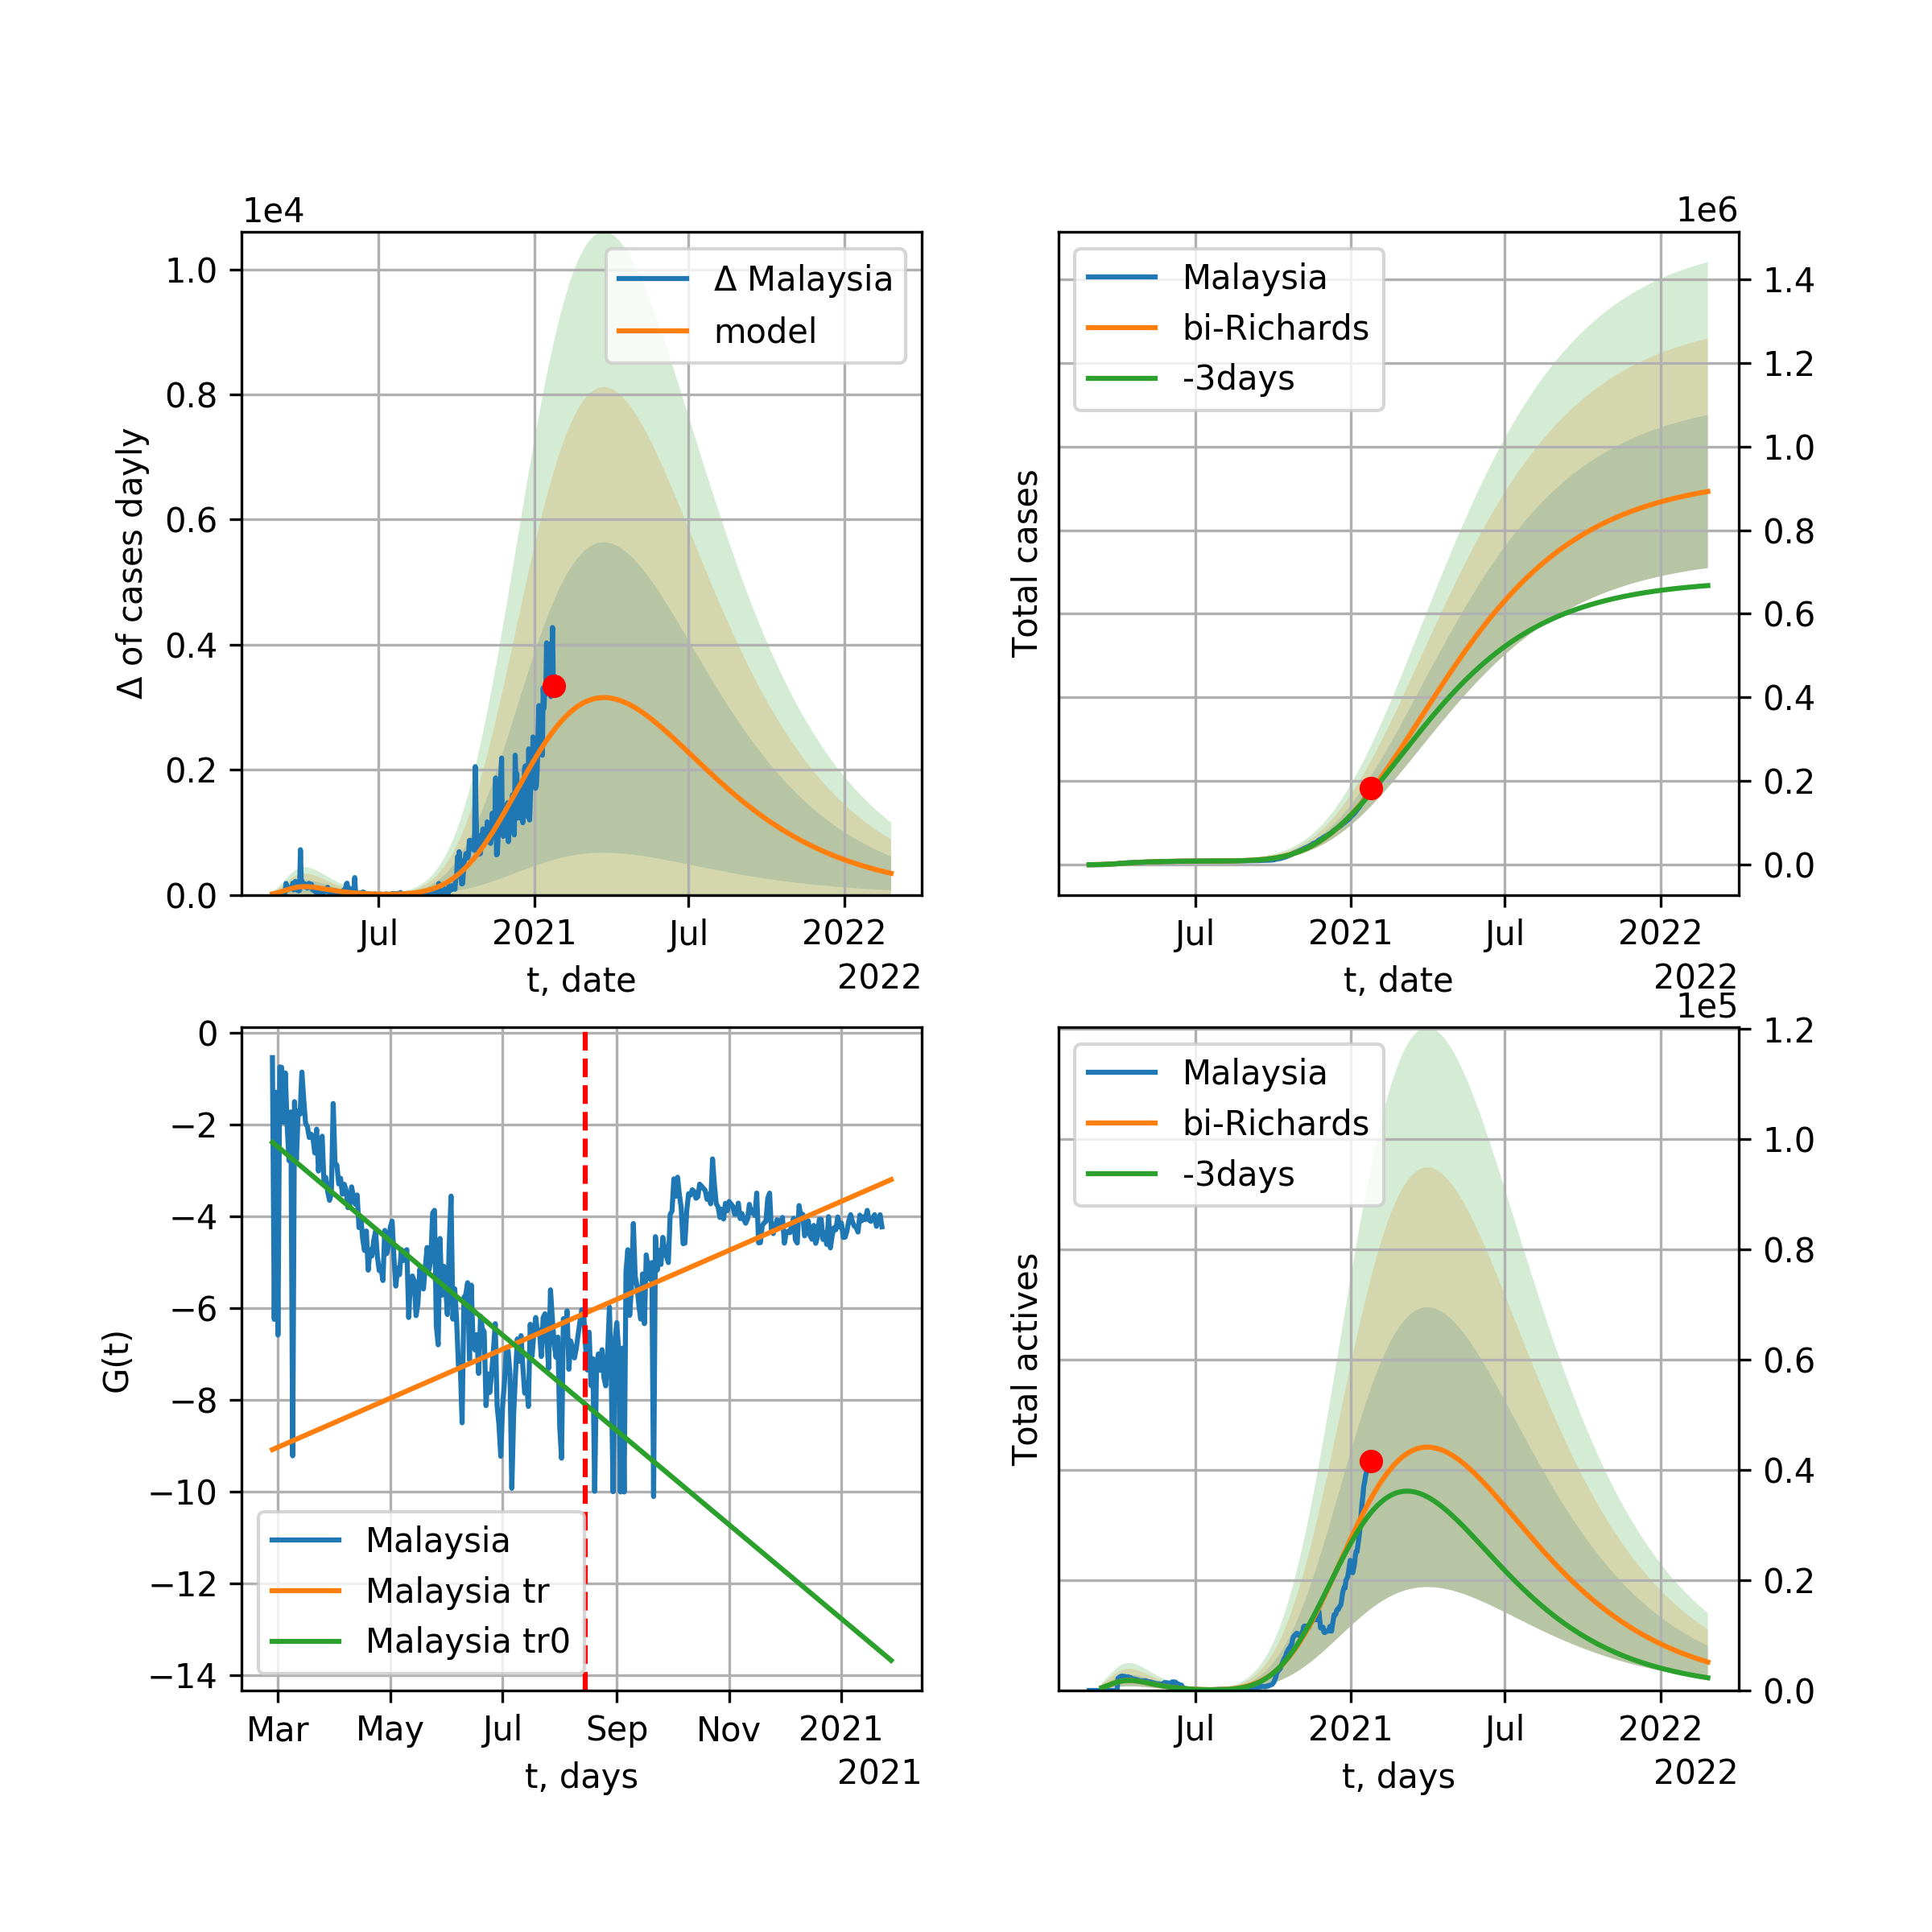 1e4
Δ of cases dayly
1.0
0.8
0.6
0.4
0.2
0.0
Δ Malaysia
model
Jul
2021
Jul
2022
t, date
2022
1e6
Total cases
Malaysia
bi-Richards
-3days
1.4
1.2
1.0
0.8
0.6
0.4
0.2
0.0
Jul
2021
Jul
2022
t, date
2022
G(t)
0
−2
−4
−6
−8
−10
−12
−14
Malaysia
Malaysia tr
Malaysia tr0
Mar
May
Jul
Sep
Nov
2021
t, days
2021
1e5
Total actives
Malaysia
bi-Richards
-3days
1.2
1.0
0.8
0.6
0.4
0.2
0.0
Jul
2021
Jul
2022
t, days
2022